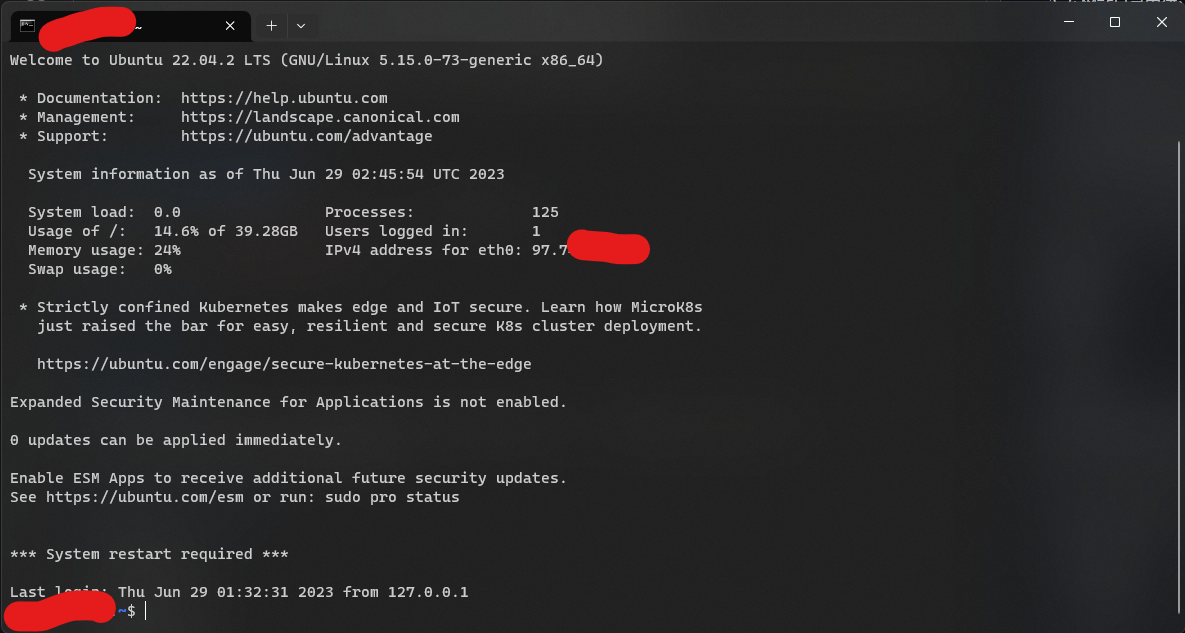 ~
Welcome to Ubuntu 22.04.2 LTS (GNU/Linux 5.15.0-73-generic x86_64)
* Documentation:  https://help.ubuntu.com
* Management:     https://landscape.canonical.com
* Support:        https://ubuntu.com/advantage
System information as of Thu Jun 29 02:45:54 UTC 2023
System load:  0.0                Processes:             125
Usage of /:   14.6% of 39.28GB   Users logged in:       1
Memory usage: 24%                IPv4 address for eth0: 97.7
Swap usage:   0%
* Strictly confined Kubernetes makes edge and IoT secure. Learn how MicroK8s
just raised the bar for easy, resilient and secure K8s cluster deployment.
https://ubuntu.com/engage/secure-kubernetes-at-the-edge
Expanded Security Maintenance for Applications is not enabled.
0 updates can be applied immediately.
Enable ESM Apps to receive additional future security updates.
See https://ubuntu.com/esm or run: sudo pro status
*** System restart required ***
Last login: Thu Jun 29 01:32:31 2023 from 127.0.0.1
~$